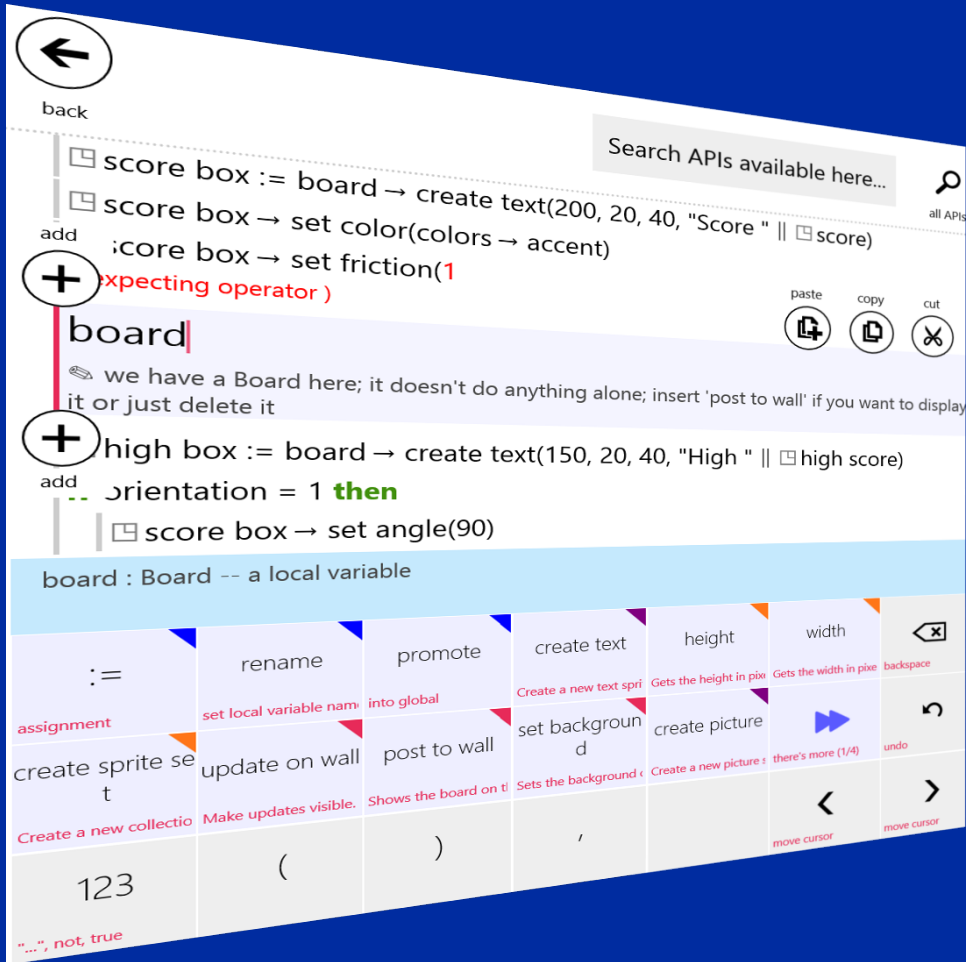 back
Search APIs available here...
all APIs
score box := board → create text(200, 20, 40, "Score " || score)
score box → set color(colors → accent)
add
score box → set friction(1
expecting operator )
paste
copy
cut
board
we have a Board here; it doesn't do anything alone; insert 'post to wall' if you want to display
it or just delete it
high box := board → create text(150, 20, 40, "High " || high score)
add
orientation = 1 then
score box → set angle(90)
board : Board -- a local variable
:=
assignment
rename
set local variable nam
promote
into global
create text
Create a new text spri
height
Gets the height in pix
width
Gets the width in pixe
backspace
create sprite se
t
Create a new collectio
update on wall
Make updates visible.
post to wall
Shows the board on t
set backgroun
d
Sets the background c
create picture
Create a new picture s
there's more (1/4)
undo
123
"...", not, true
(
)
,
move cursor
move cursor